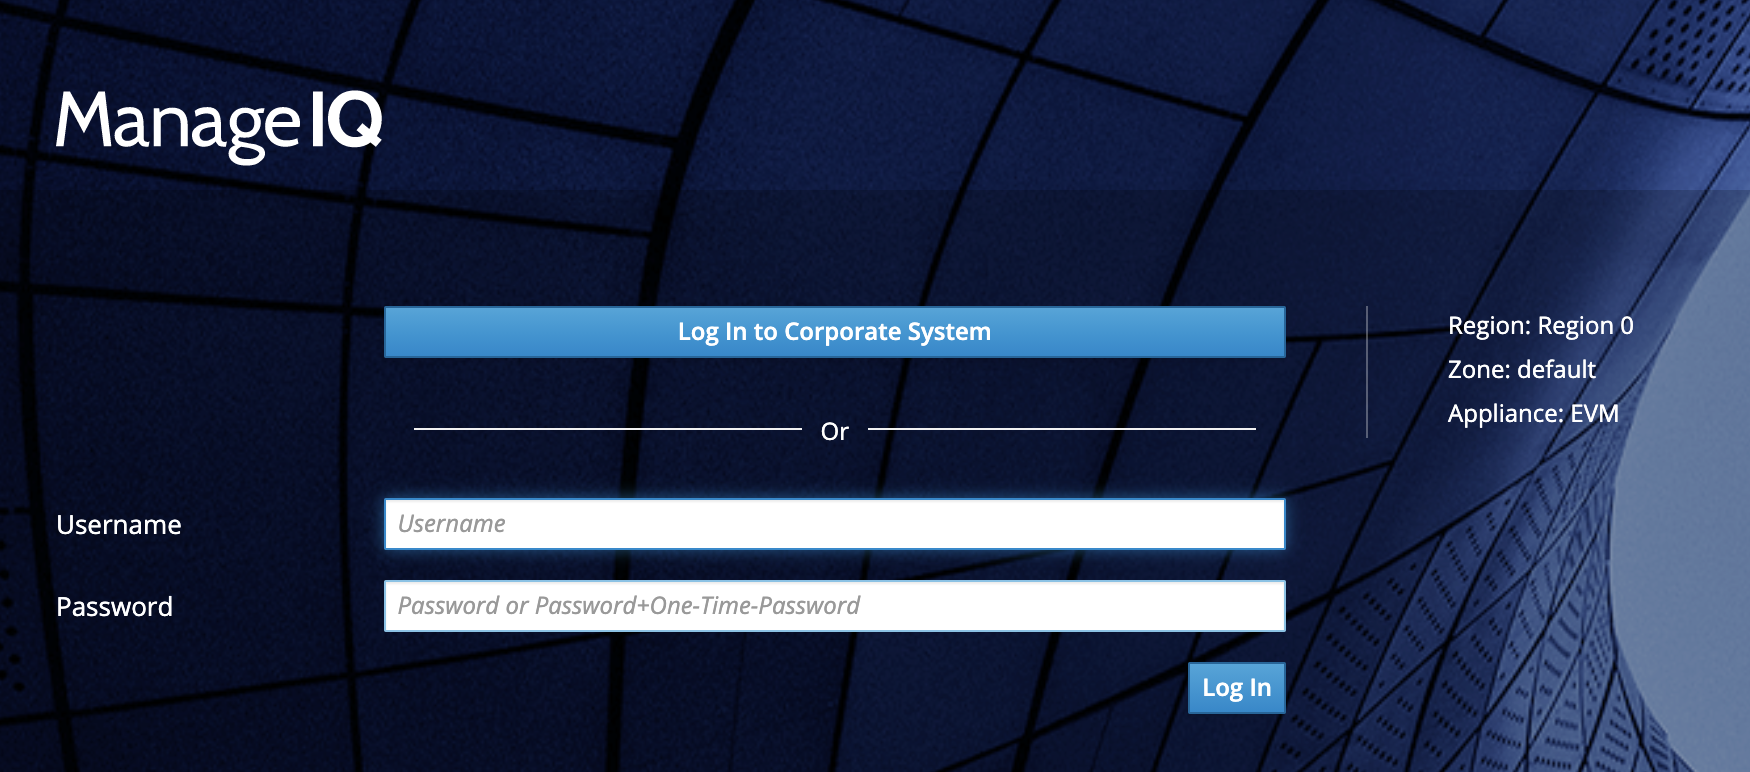 ManageIQ
Log In to Corporate System
Region: Region 0
Zone: default
Appliance: EVM
Or
Username
Username
Password
Password or Password+One-Time-Password
Log In